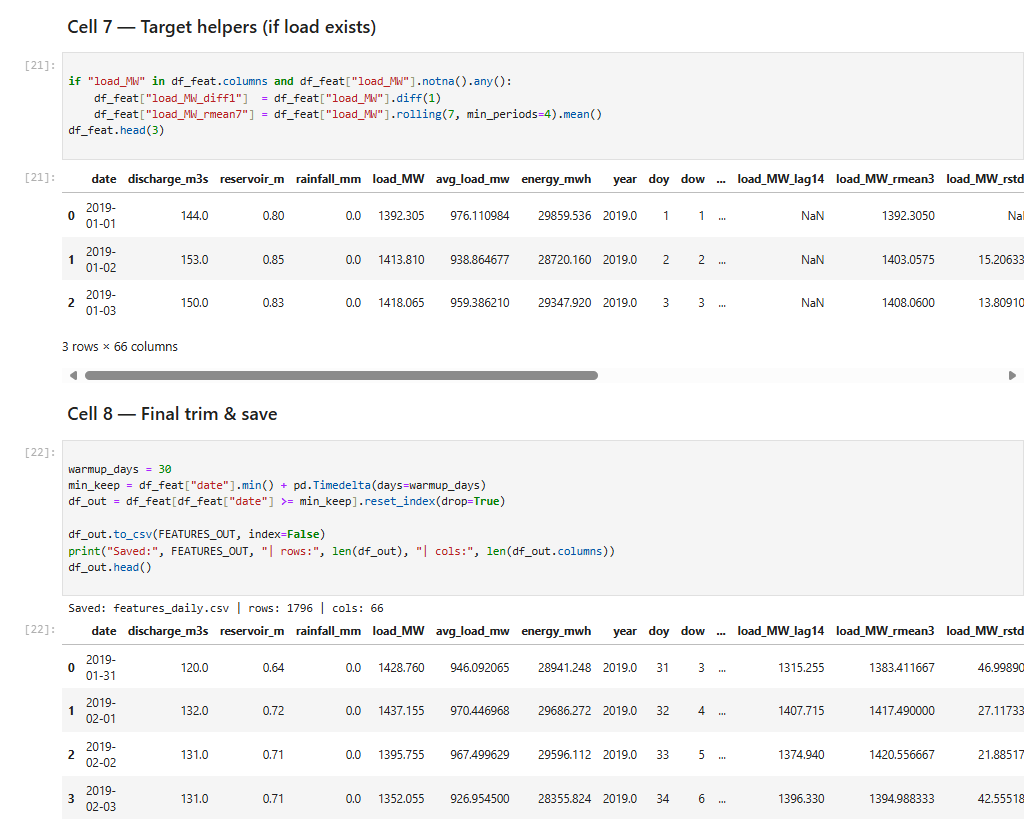 Cell 7 — Target helpers (if load exists)
[21]:
if "load_MW" in df_feat.columns and df_feat["load_MW"].notna().any():
    df_feat["load_MW_diff1"]  = df_feat["load_MW"].diff(1)
    df_feat["load_MW_rmean7"] = df_feat["load_MW"].rolling(7, min_periods=4).mean()
df_feat.head(3)
[21]:
date discharge_m3s reservoir_m rainfall_mm load_MW avg_load_mw energy_mwh year doy dow ... load_MW_lag14 load_MW_rmean3 load_MW_rstd
0 2019-01-01 144.0 0.80 0.0 1392.305 976.110984 29859.536 2019.0 1 1 ... NaN 1392.3050 Na
1 2019-01-02 153.0 0.85 0.0 1413.810 938.864677 28720.160 2019.0 2 2 ... NaN 1403.0575 15.20633
2 2019-01-03 150.0 0.83 0.0 1418.065 959.386210 29347.920 2019.0 3 3 ... NaN 1408.0600 13.80910
3 rows × 66 columns
Cell 8 — Final trim & save
[22]:
warmup_days = 30
min_keep = df_feat["date"].min() + pd.Timedelta(days=warmup_days)
df_out = df_feat[df_feat["date"] >= min_keep].reset_index(drop=True)
df_out.to_csv(FEATURES_OUT, index=False)
print("Saved:", FEATURES_OUT, "| rows:", len(df_out), "| cols:", len(df_out.columns))
df_out.head()
Saved: features_daily.csv | rows: 1796 | cols: 66
[22]:
date discharge_m3s reservoir_m rainfall_mm load_MW avg_load_mw energy_mwh year doy dow ... load_MW_lag14 load_MW_rmean3 load_MW_rstd
0 2019-01-31 120.0 0.64 0.0 1428.760 946.092065 28941.248 2019.0 31 3 ... 1315.255 1383.411667 46.99890
1 2019-02-01 132.0 0.72 0.0 1437.155 970.446968 29686.272 2019.0 32 4 ... 1407.715 1417.490000 27.11733
2 2019-02-02 131.0 0.71 0.0 1395.755 967.499629 29596.112 2019.0 33 5 ... 1374.940 1420.556667 21.88517
3 2019-02-03 131.0 0.71 0.0 1352.055 926.954500 28355.824 2019.0 34 6 ... 1396.330 1394.988333 42.55518